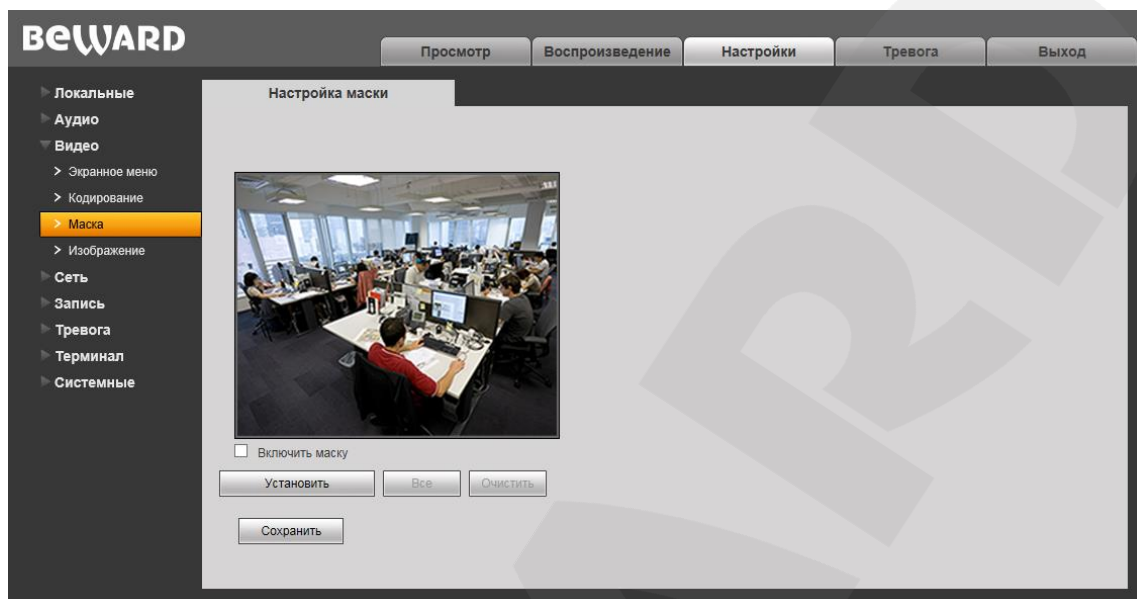 BEWARD
Просмотр Воспроизведение Настройки Тревога Выход
Локальные
Аудио
Видео
> Экранное меню
> Кодирование
> Маска
> Изображение
Сеть
Запись
Тревога
Терминал
Системные
Настройка маски
Включить маску
Установить Все Очистить
Сохранить